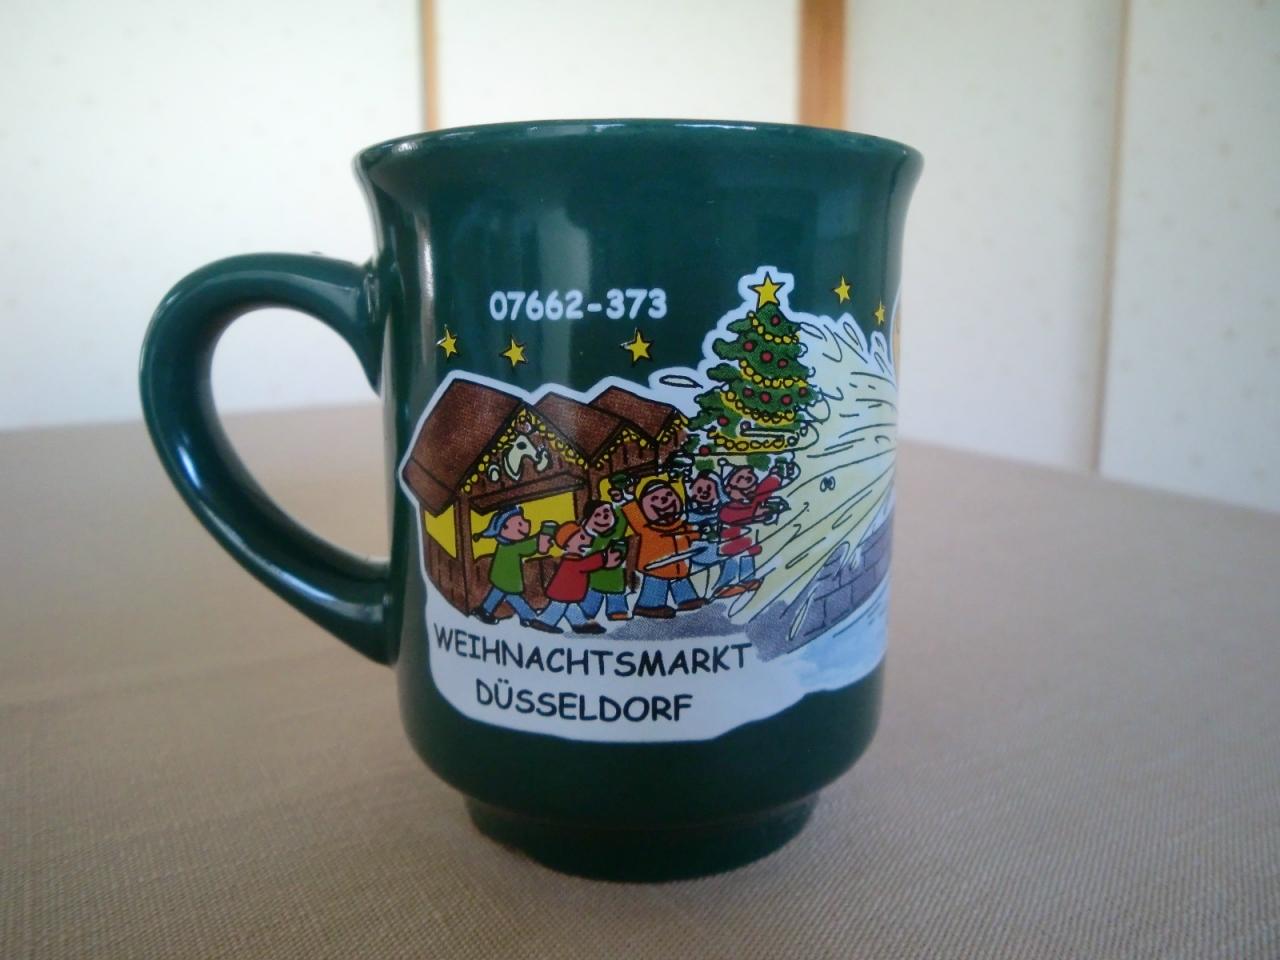 07662-373
WEIHNACHTSMARKT
DÜSSELDORF